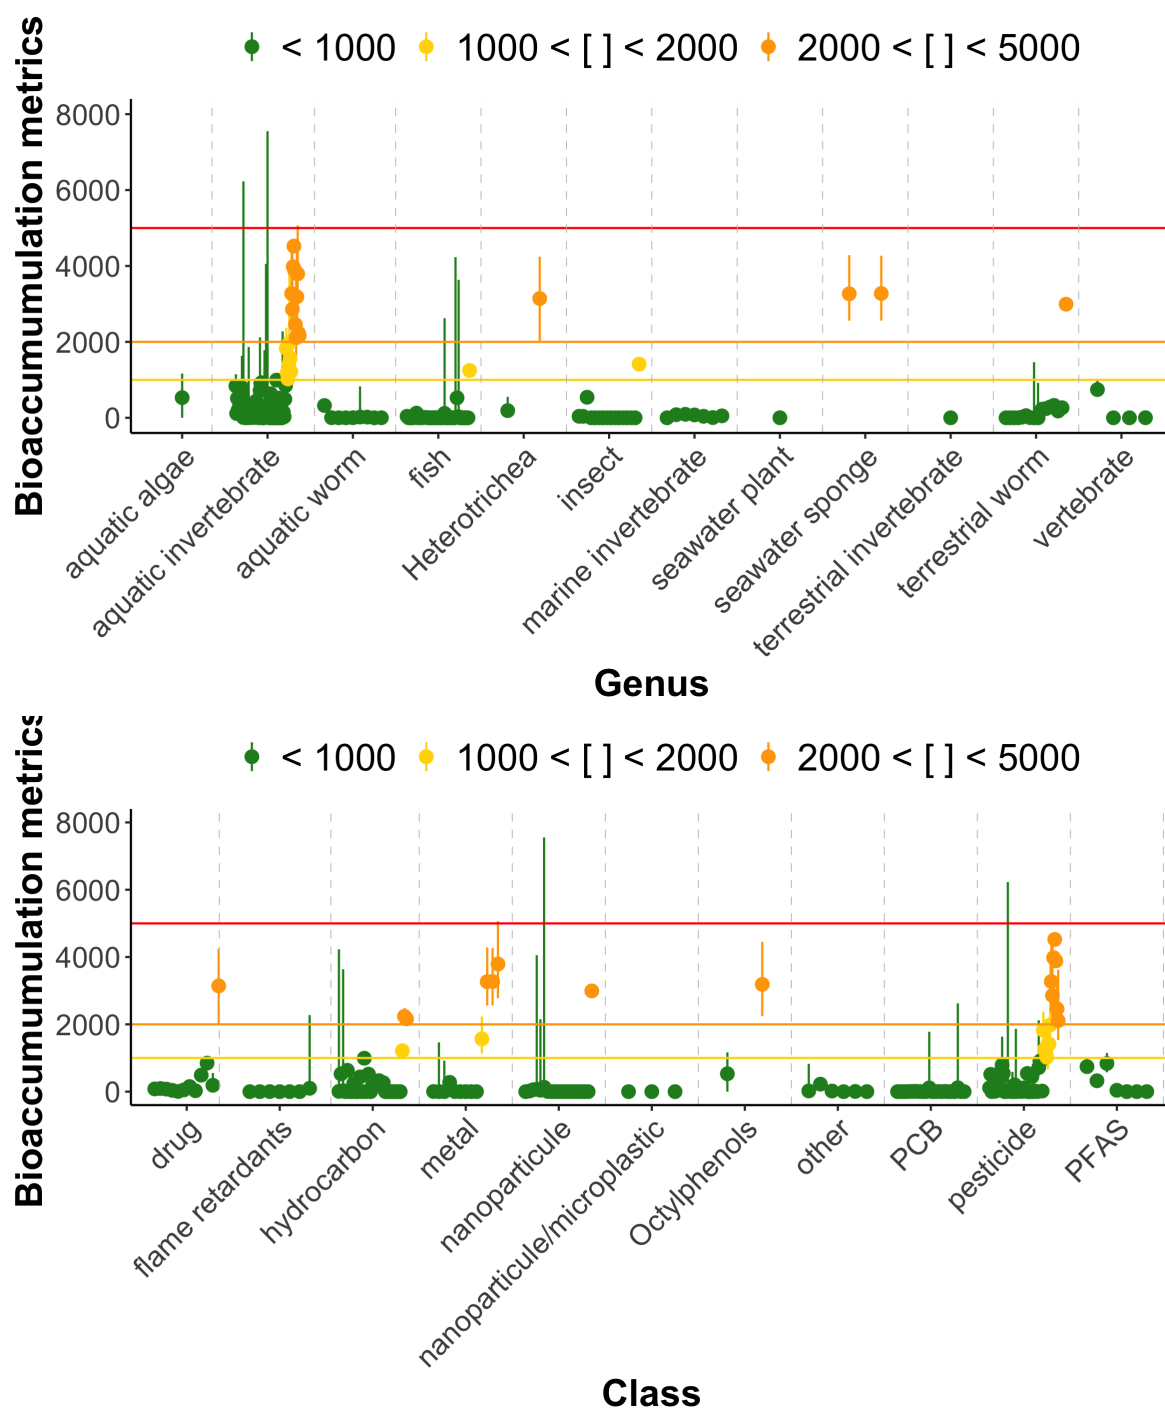 < 1000 1000 < [ ] < 2000 2000 < [ ] < 5000
Bioaccumumulation metrics
8000
6000
4000
2000
0
aquatic algae
aquatic invertebrate
aquatic worm
fish
Heterotrichea
insect
marine invertebrate
seawater plant
seawater sponge
terrestrial invertebrate
terrestrial worm
vertebrate
Genus
< 1000 1000 < [ ] < 2000 2000 < [ ] < 5000
Bioaccumumulation metrics
8000
6000
4000
2000
0
drug
flame retardants
hydrocarbon
metal
nanoparticule
nanoparticule/microplastic
Octylphenols
other
PCB
pesticide
PFAS
Class